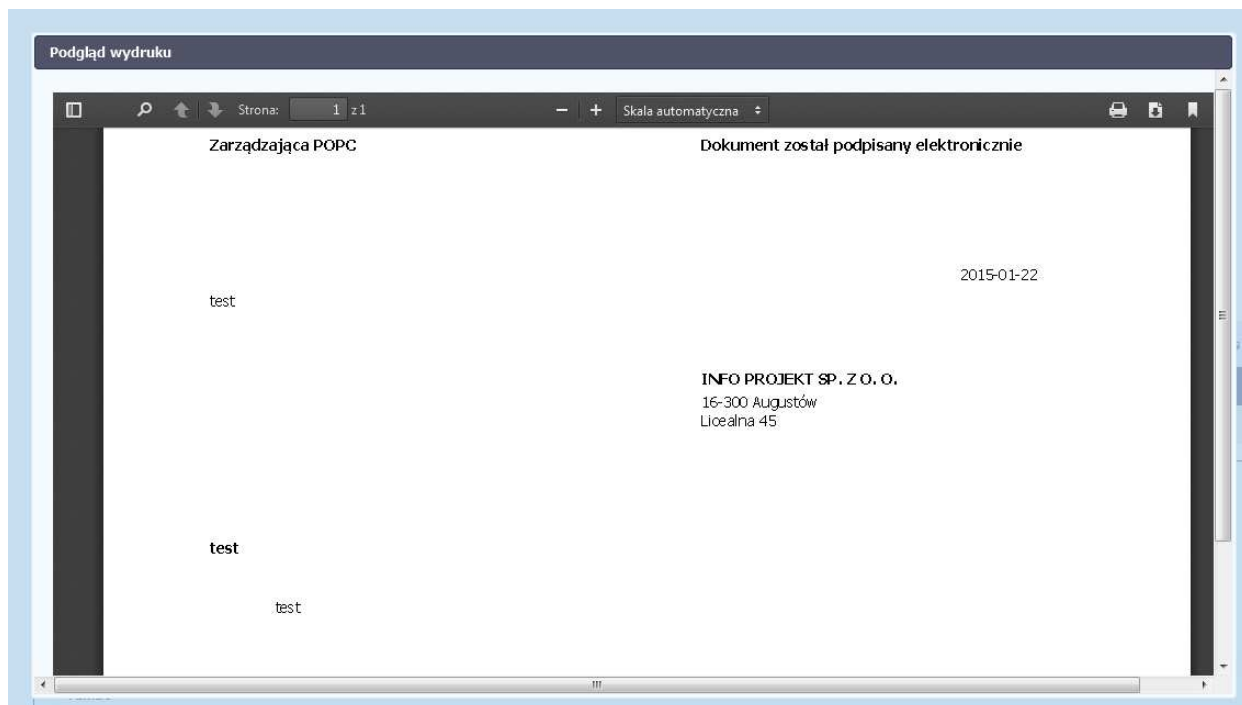 Podgląd wydruku
Strona: 1 z 1
Skala automatyczna
Zarządzająca POPC
Dokument został podpisany elektronicznie
2015-01-22
test
INFO PROJEKT SP. Z O. O.
16-300 Augustów
Licealna 45
test
test